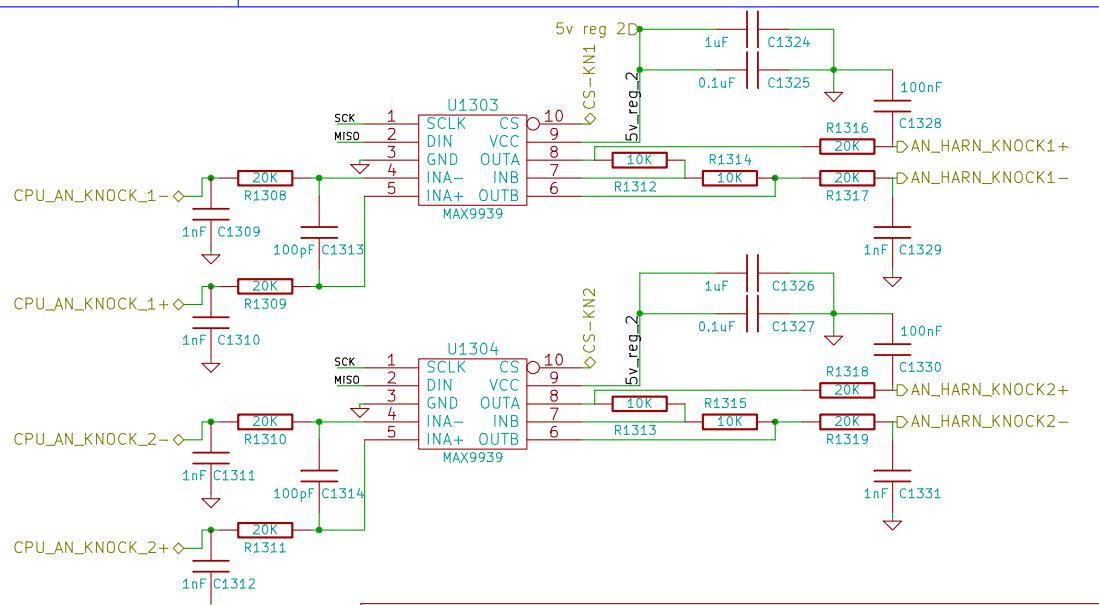 5v reg 2
1uF C1324
0.1uF C1325
CS-KN1
5v_reg_2
100nF
C1328
U1303
SCK 1 SCLK CS 10
MISO 2 DIN VCC 9
3 GND OUTA 8
4 INA- INB 7
5 INA+ OUTB 6
MAX9939
R1316
20K
AN_HARN_KNOCK1+
10K
R1312
R1314
10K
20K
R1317
AN_HARN_KNOCK1-
CPU_AN_KNOCK_1-
20K
R1308
1nF C1309
100pF C1313
1nF C1329
CPU_AN_KNOCK_1+
20K
R1309
1nF C1310
1uF C1326
0.1uF C1327
CS-KN2
5v_reg_2
100nF
C1330
U1304
SCK 1 SCLK CS 10
MISO 2 DIN VCC 9
3 GND OUTA 8
4 INA- INB 7
5 INA+ OUTB 6
MAX9939
R1318
20K
AN_HARN_KNOCK2+
10K
R1313
R1315
10K
20K
R1319
AN_HARN_KNOCK2-
CPU_AN_KNOCK_2-
20K
R1310
1nF C1311
100pF C1314
1nF C1331
CPU_AN_KNOCK_2+
20K
R1311
1nF C1312